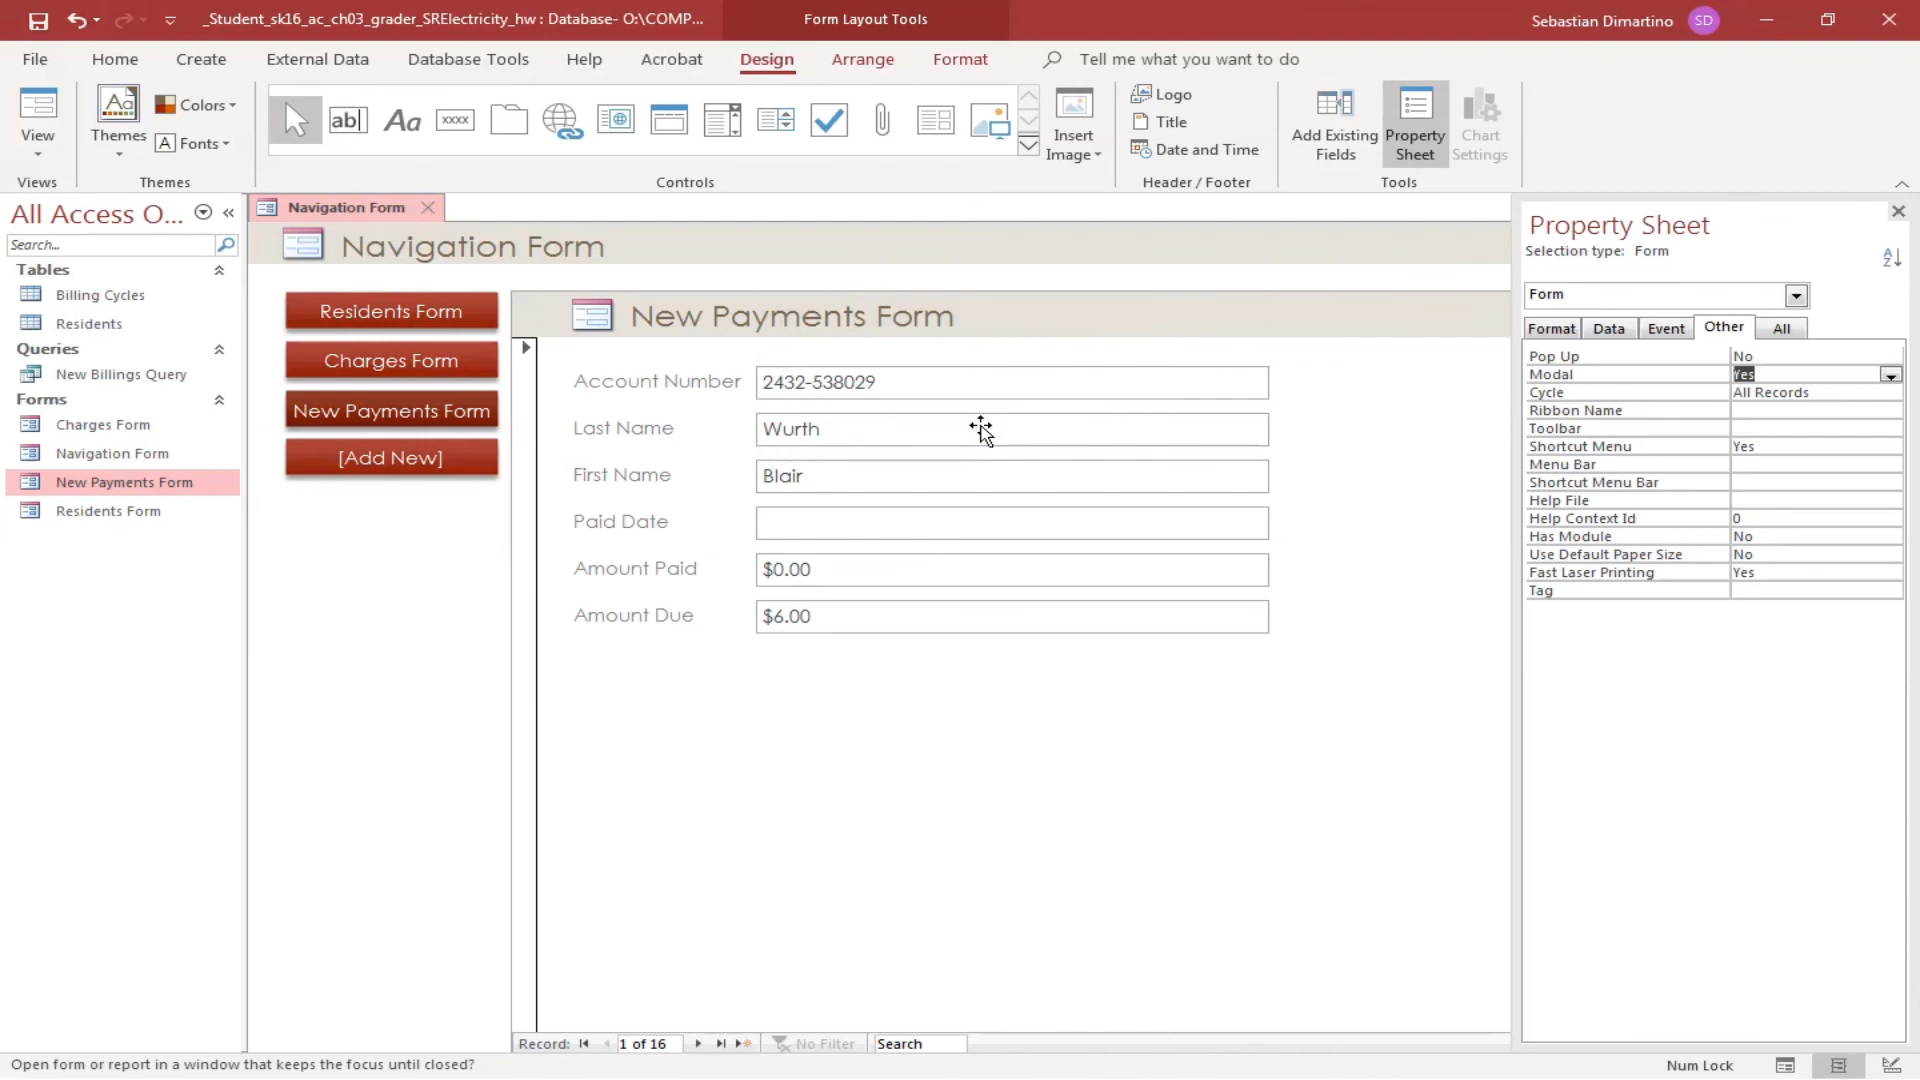 _Student_sk16_ac_ch03_grader_SRElectricity_hw : Database- O:\COMP...
Form Layout Tools
Sebastian Dimartino
SD
File
Home
Create
External Data
Database Tools
Help
Acrobat
Design
Arrange
Format
Tell me what you want to do
View
Views
Aa
Themes
Colors
A Fonts
Themes
ab|
Aa
xxxx
Controls
Insert
Image
Logo
Title
Date and Time
Header / Footer
Add Existing
Fields
Property
Sheet
Chart
Settings
Tools
All Access O...
Search...
Tables
Billing Cycles
Residents
Queries
New Billings Query
Forms
Charges Form
Navigation Form
New Payments Form
Residents Form
Navigation Form
Navigation Form
Residents Form
Charges Form
New Payments Form
[Add New]
New Payments Form
Account Number 2432-538029
Last Name Wurth
First Name Blair
Paid Date
Amount Paid $0.00
Amount Due $6.00
Record: 1 of 16 No Filter Search
Property Sheet
Selection type: Form
A
Z
Form
Format Data Event Other All
Pop Up No
Modal Yes
Cycle All Records
Ribbon Name
Toolbar
Shortcut Menu Yes
Menu Bar
Shortcut Menu Bar
Help File
Help Context Id 0
Has Module No
Use Default Paper Size No
Fast Laser Printing Yes
Tag
Open form or report in a window that keeps the focus until closed?
Num Lock